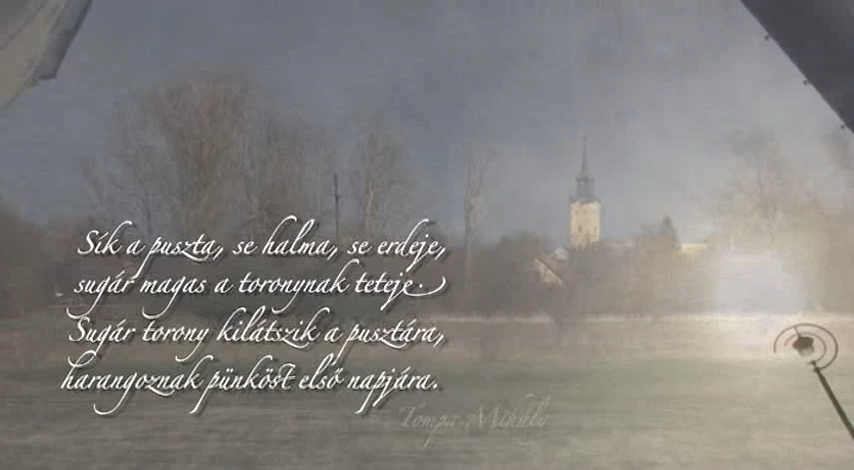 Sík a puszta, se halma, se erdeje,
sugár magas a toronynak teteje.
Sugár torony kilátszik a pusztára,
harangoznak pünköst első napjára.
Tompa Mihály